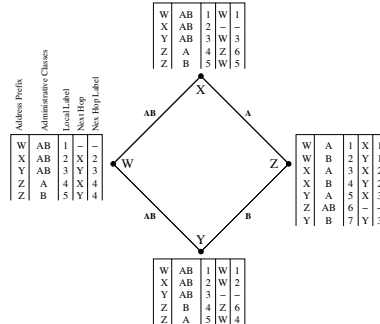 W AB 1 W 1
X AB 2 – –
Y AB 3 W 3
Z A 4 Z 6
Z B 5 W 5
X
Address Prefix
Administrative Classes
Local Label
Next Hop
Nex Hop Label
W AB 1 – –
X AB 2 X 2
Y AB 3 Y 3
Z A 4 X 4
Z B 5 Y 4
AB
A
W
Z
W A 1 X 1
W B 2 Y 1
X A 3 X 2
X B 4 Y 2
Y A 5 X 3
Z AB 6 – –
Y B 7 Y 3
AB
B
Y
W AB 1 W 1
X AB 2 W 2
Y AB 3 – –
Z B 4 Z 6
Z A 5 W 4